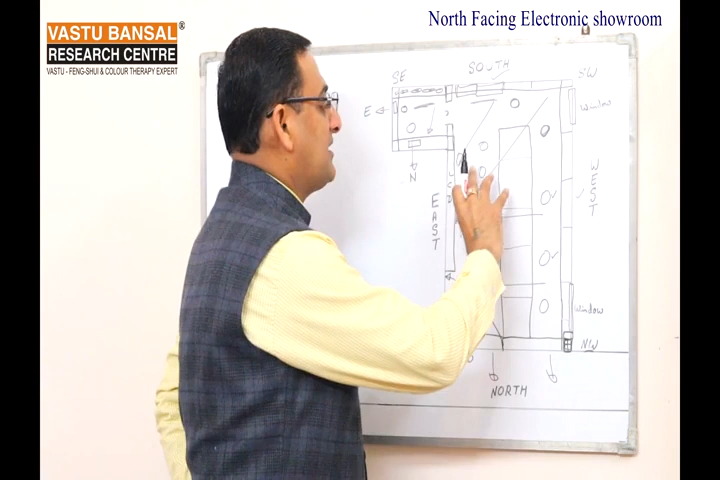 North Facing Electronic showroom
VASTU BANSAL®
RESEARCH CENTRE
VASTU - FENG-SHUI & COLOUR THERAPY EXPERT
SE
SOUTH
SW
E
Window
N
EAST
WEST
Window
NW
NORTH